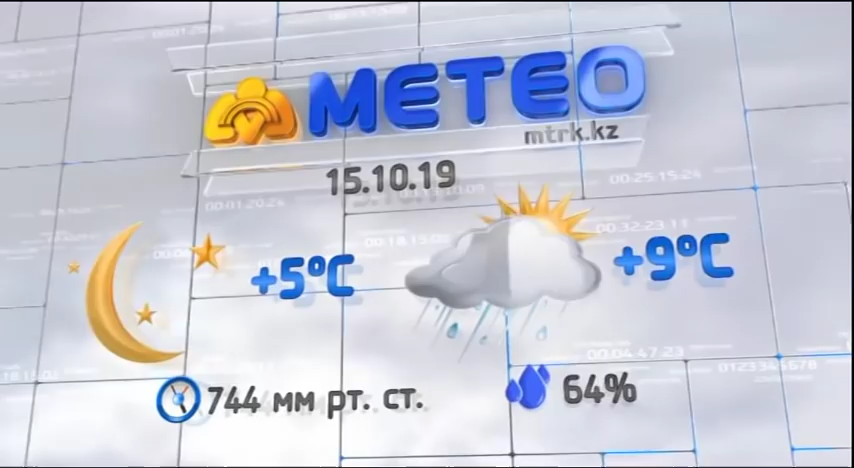 МЕТЕО
mtrk.kz
15.10.19
+5°C
+9°C
744 мм рт. ст.
64%